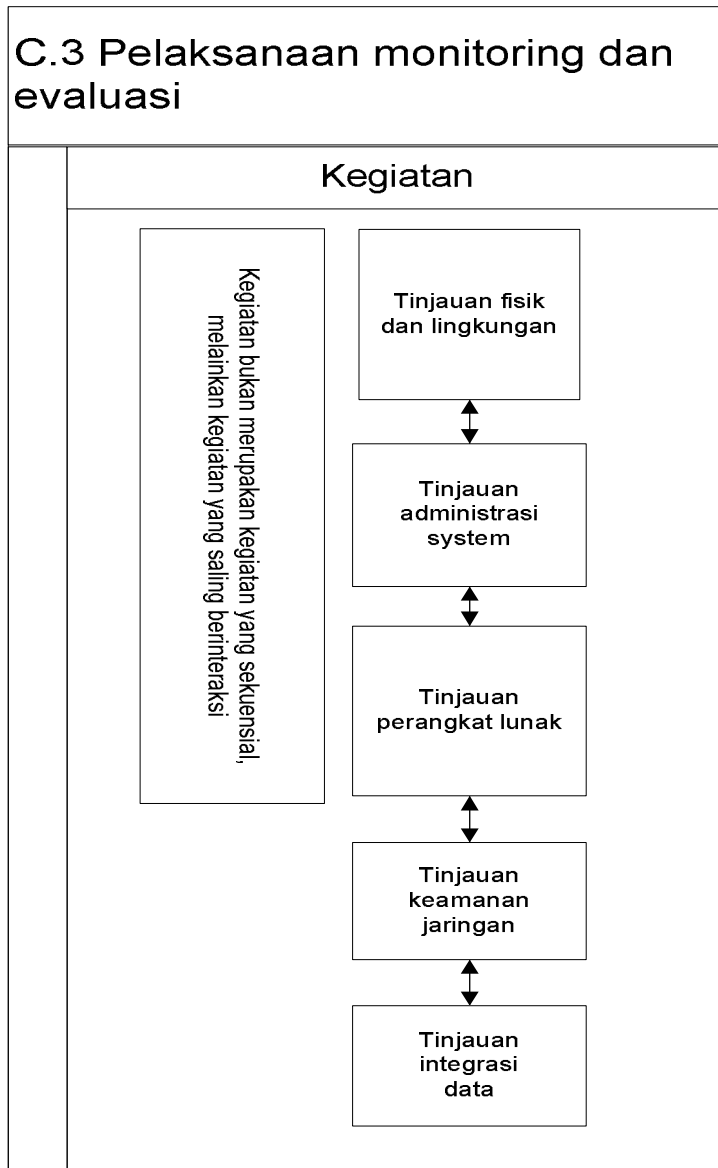 C.3 Pelaksanaan monitoring dan
evaluasi
Kegiatan
Kegiatan bukan merupakan kegiatan yang sekuensial,
melainkan kegiatan yang saling berinteraksi
Tinjauan fisik
dan lingkungan
Tinjauan
administrasi
system
Tinjauan
perangkat lunak
Tinjauan
keamanan
jaringan
Tinjauan
integrasi
data